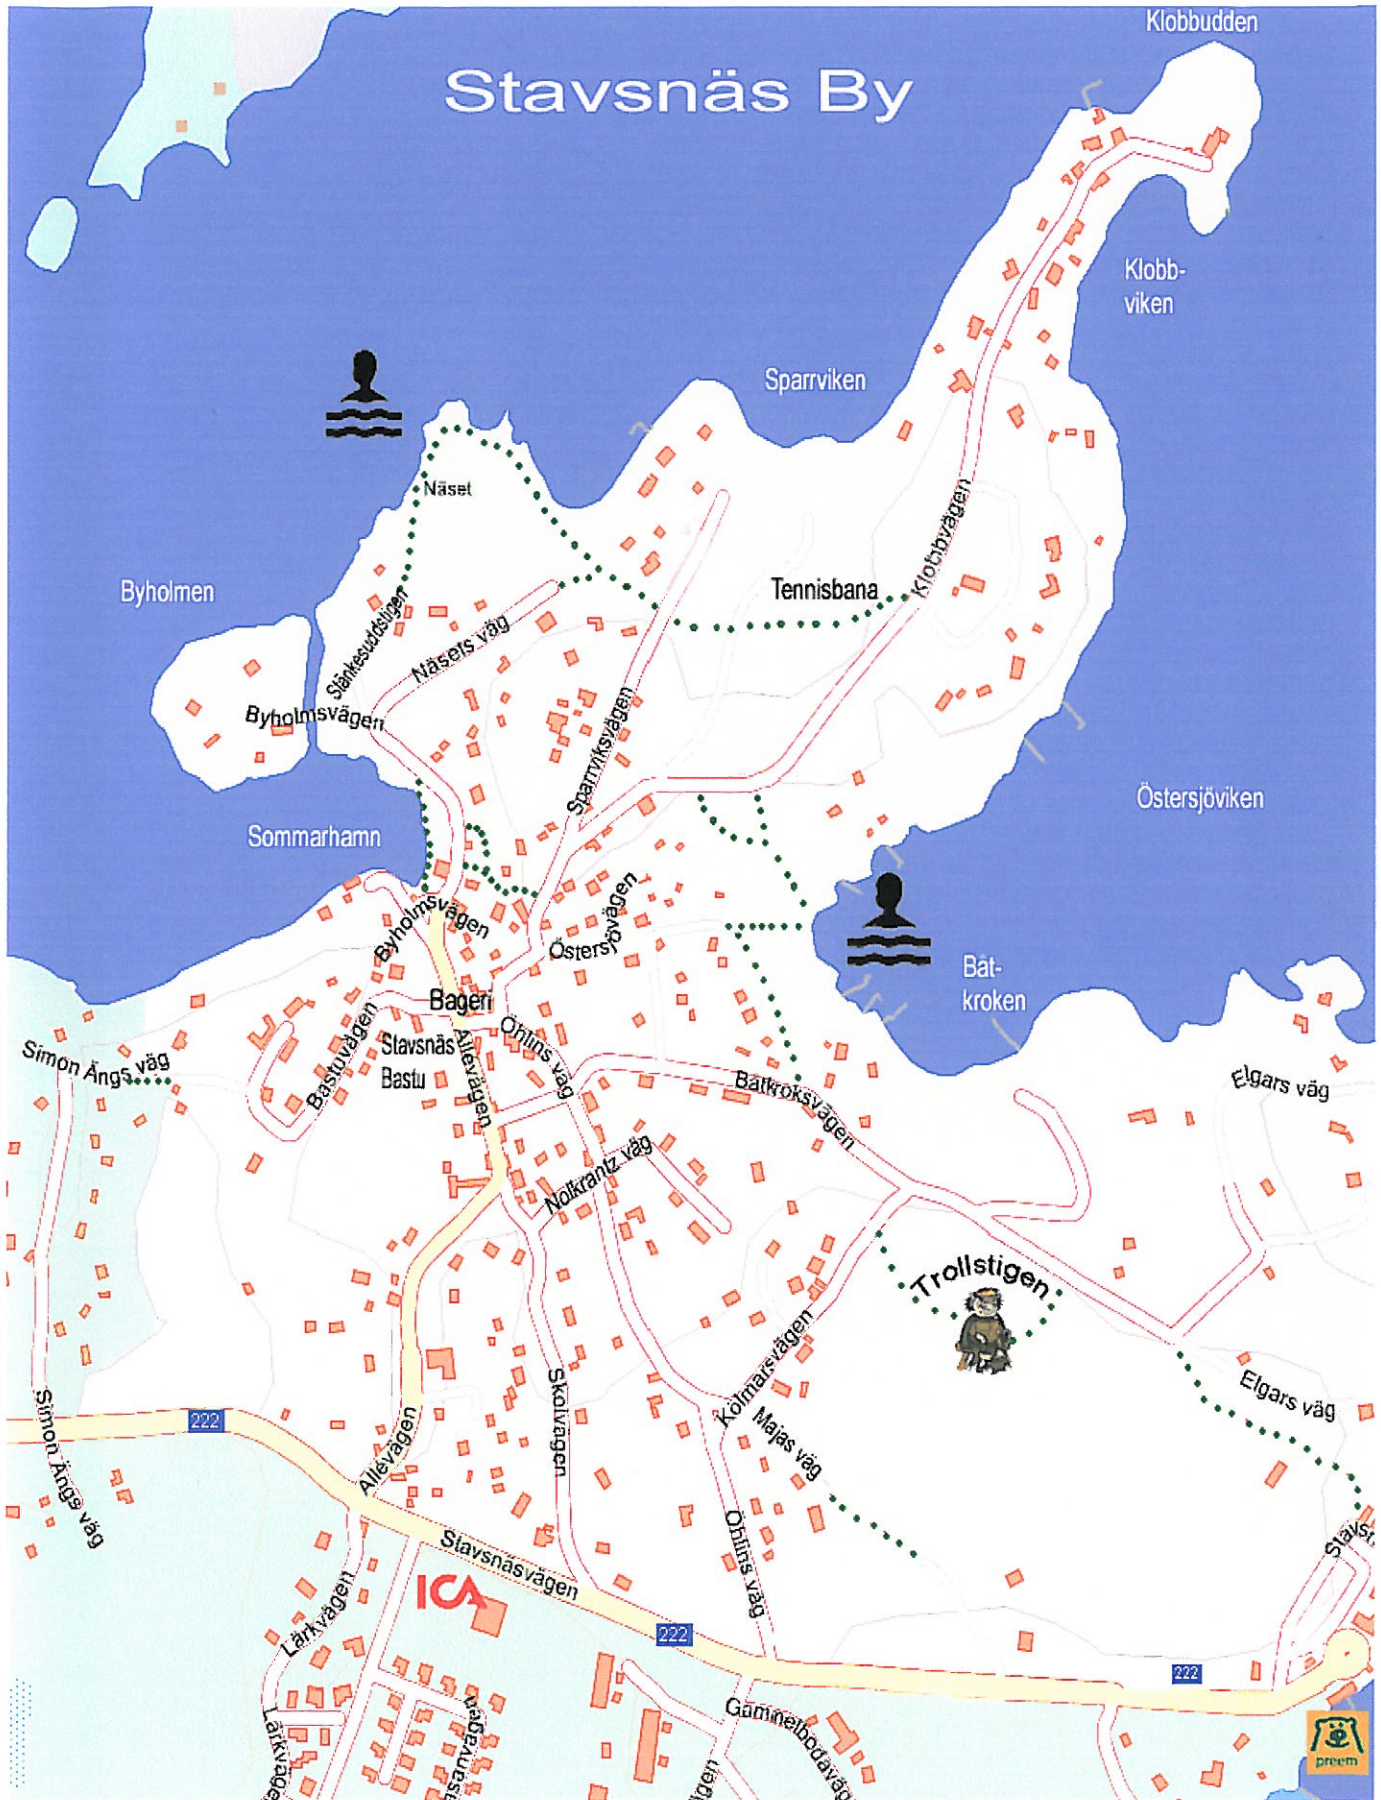 Klobbudden
Stavsnäs By
Klobb-
viken
Sparrviken
Näset
Klobbvägen
Byholmen
Tennisbana
Slänkesuddstigen
Näsets väg
Byholmsvägen
Sparrviksvägen
Östersjöviken
Sommarhamn
Östersjövägen
Byholmsvägen
Båt-
kroken
Bageri
Bastuvägen
Stavsnäs
Bastu
Allévägen
Öhlins väg
Simon Ängs väg
Båtkroksvägen
Elgars väg
Nolkrantz väg
Trollstigen
Kolmarsvägen
Elgars väg
Skolvägen
Majas väg
222
Simon Ängs väg
Allévägen
Öhlins väg
Stavsnäsvägen
ICA
Lärkvägen
222
222
Gammelbodaväg
Lärkväge
preem